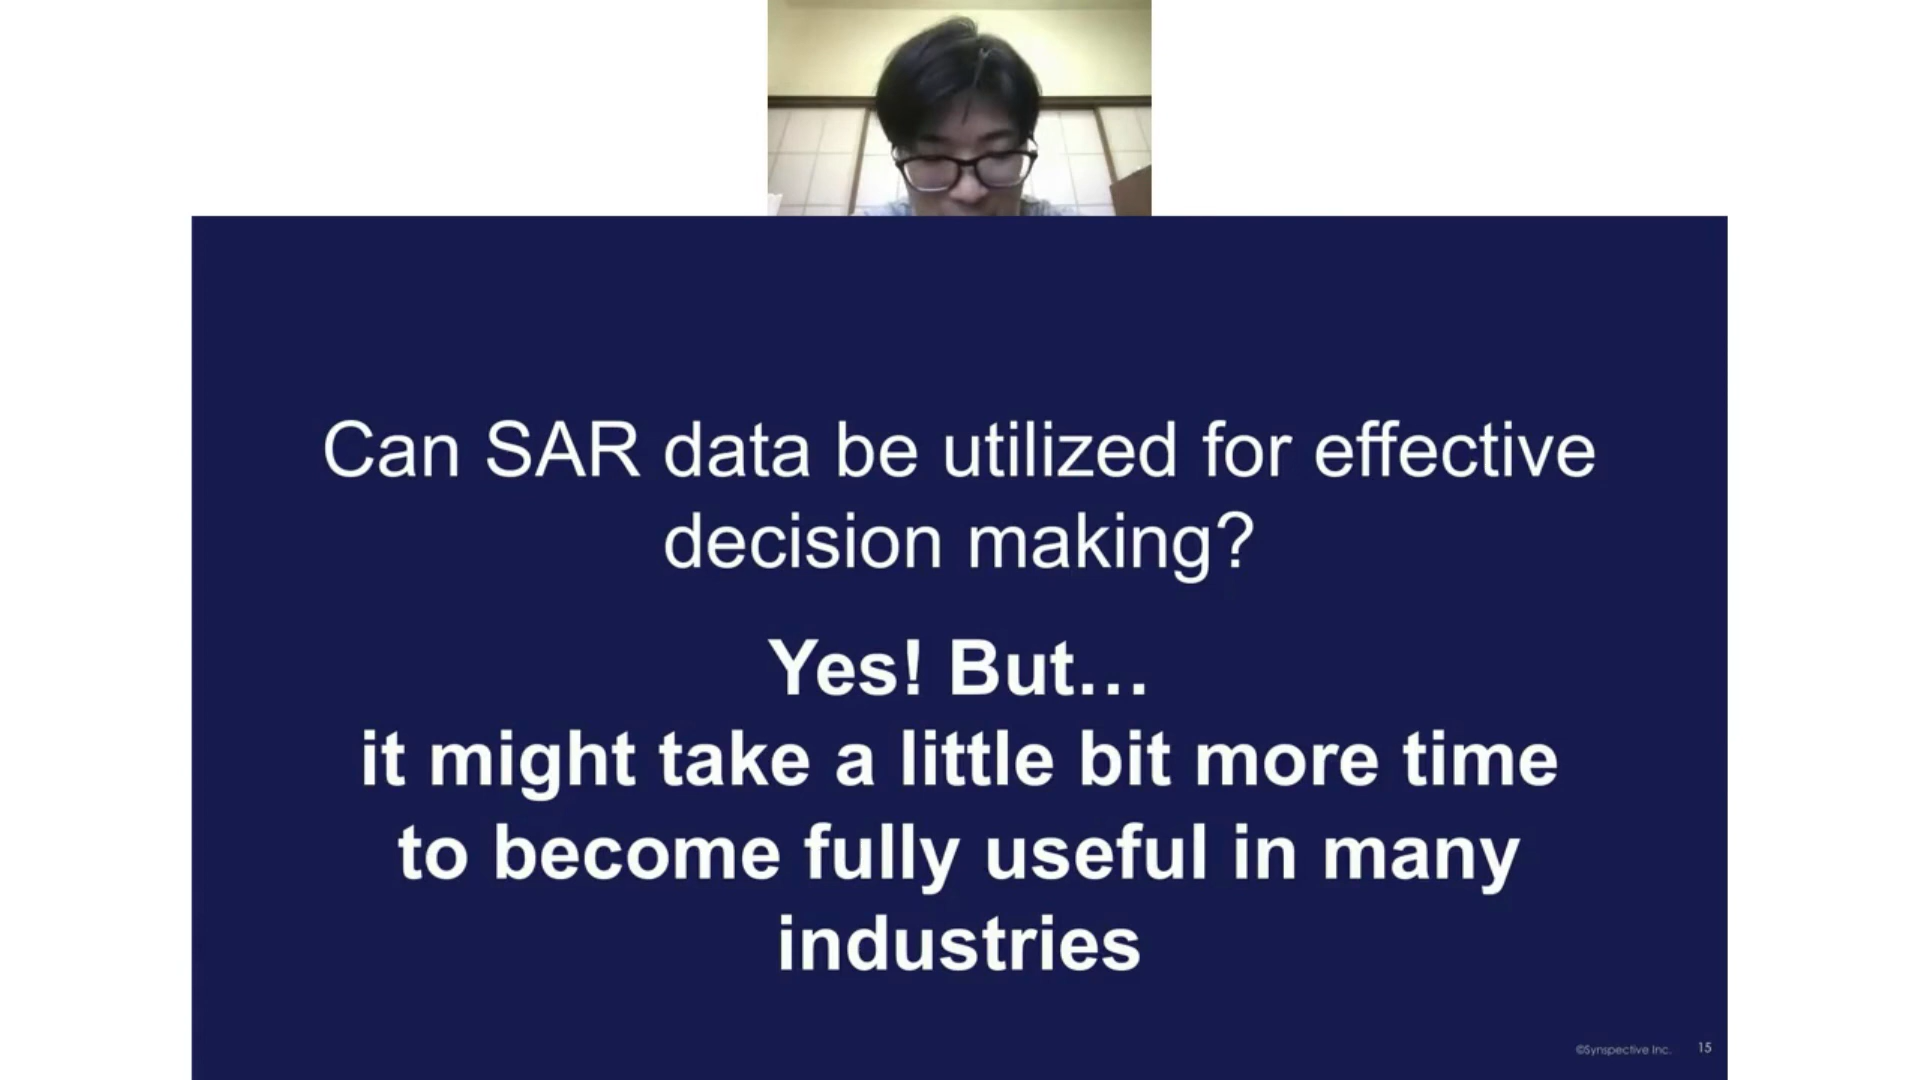 Can SAR data be utilized for effective
decision making?
Yes! But…
it might take a little bit more time
to become fully useful in many
industries
©Synspective Inc. 15